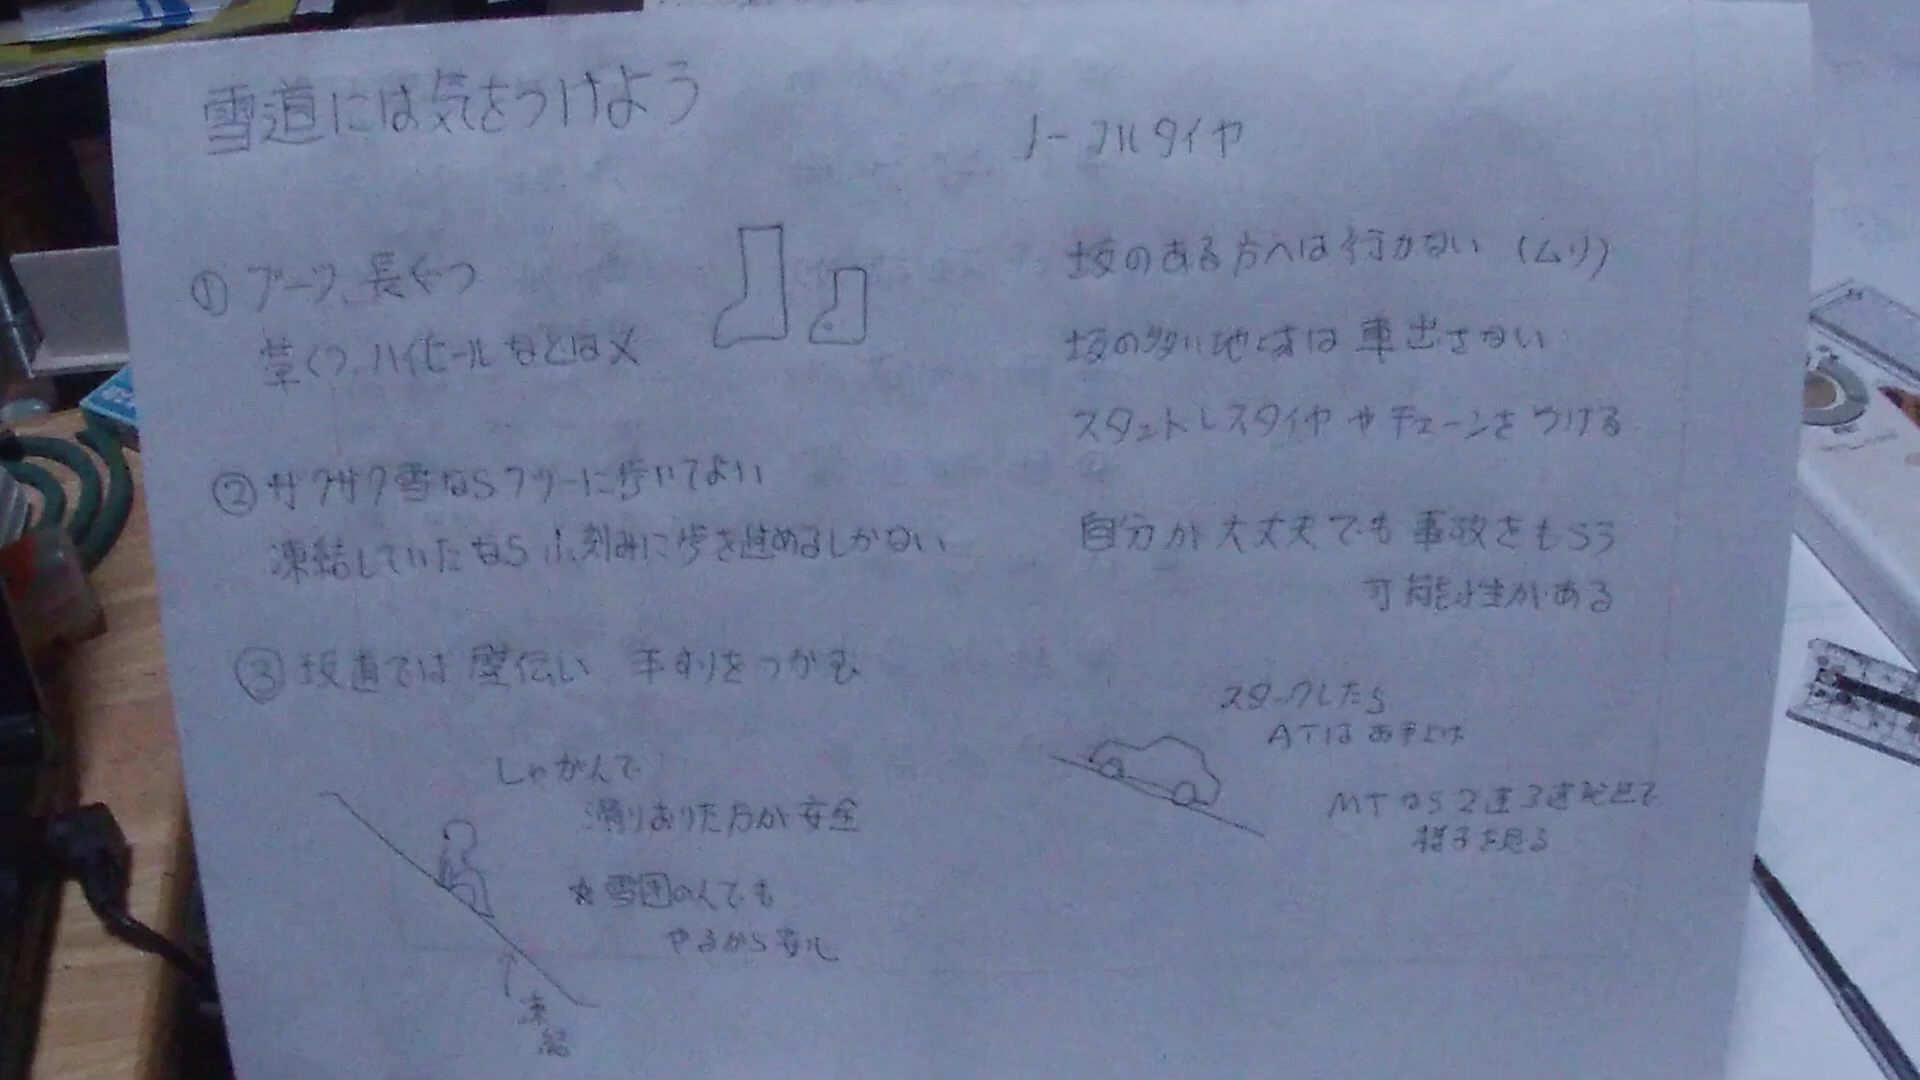 雪道には気をつけよう
① ブーツ、長ぐつ
革くつ、ハイヒールなどは×
② サクサク雪ならフツーに歩いてよい
凍結していたなら小刻みに歩を進めるしかない
③ 坂道では 壁伝い 手すりをつかむ
しゃがんで
滑りおりた方が安全
☆雪国の人でも
やるから安心
↑
凍
結
ノーマルタイヤ
坂のある方へは行かない (ムリ)
坂の多い地域は 車出さない
スタットレスタイヤやチェーンをつける
自分が大丈夫でも 事故をもらう
可能性がある
スタックしたら
ATはお手上げ
MTなら2速3速発進で
様子を見る